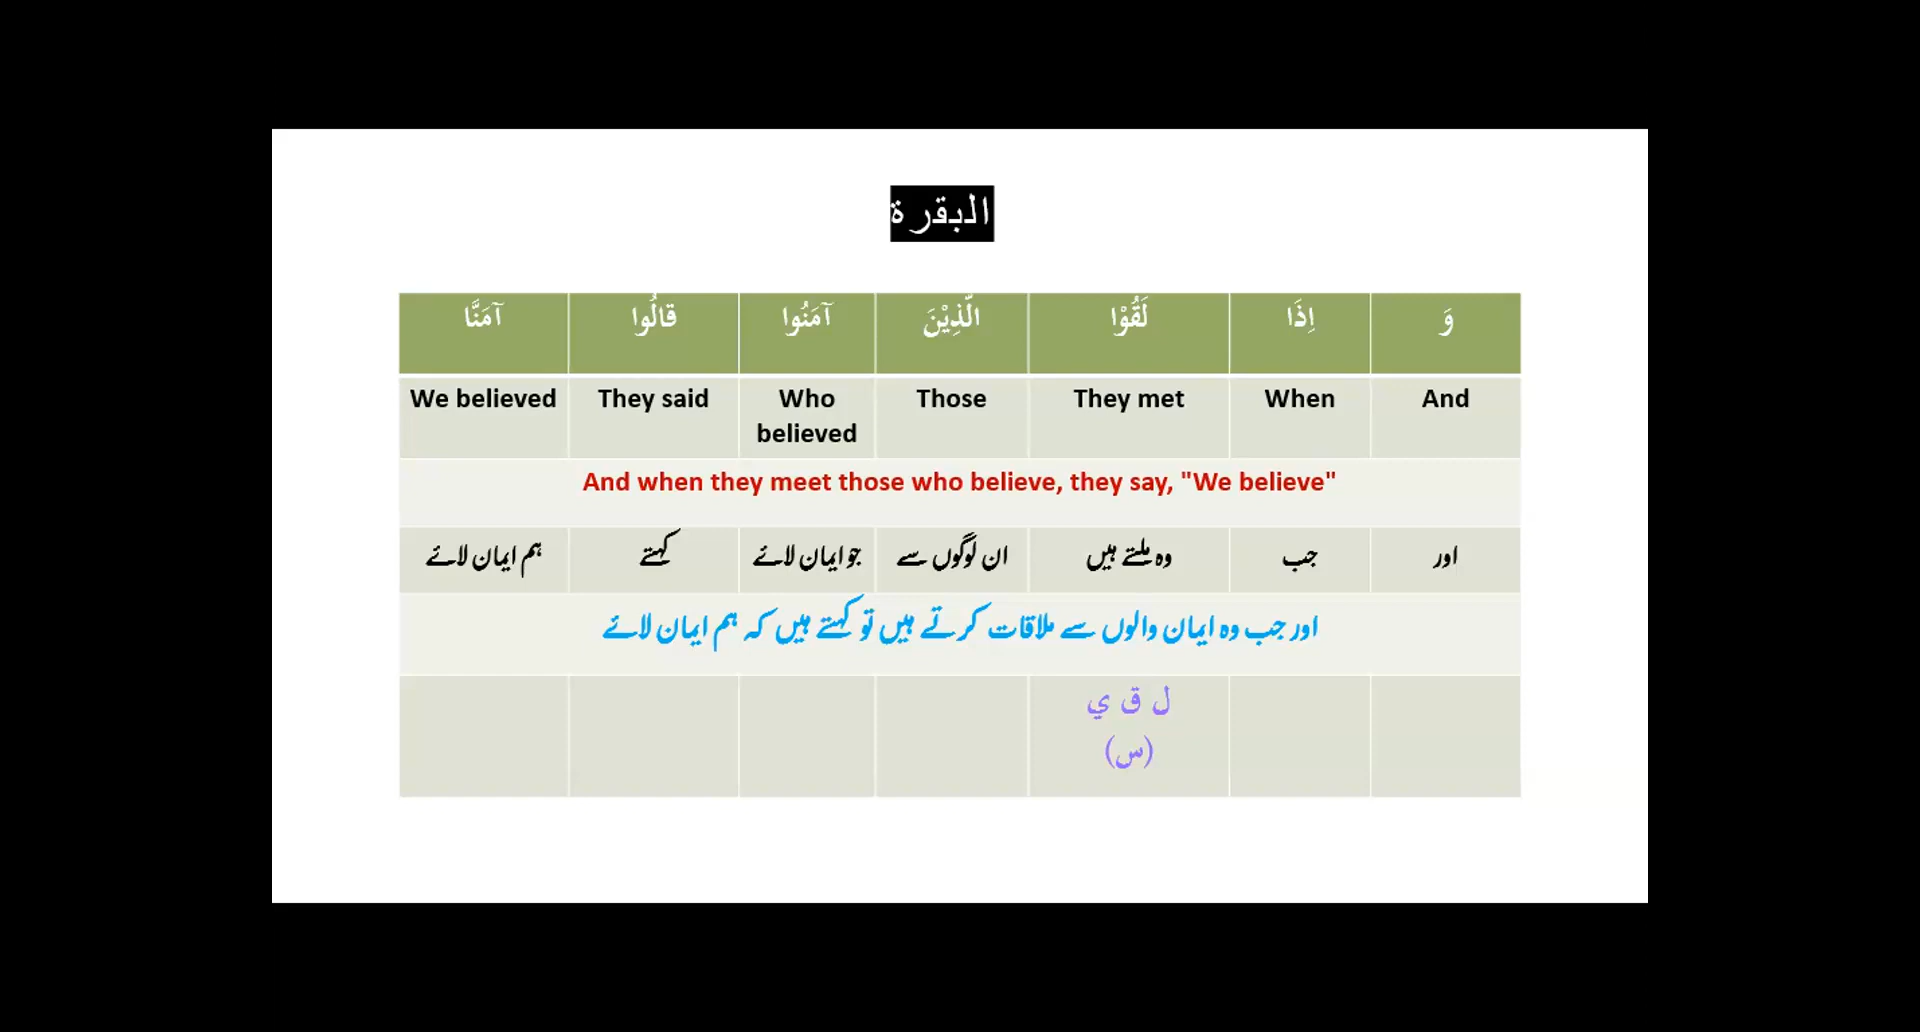 البقرة
وَ اِذَا لَقُوْا الَّذِيْنَ آمَنُوا قالُوا آمَنَّا
We believed They said Who believed Those They met When And
And when they meet those who believe, they say, "We believe"
اور جب وہ ملتے ہیں ان لوگوں سے جو ایمان لائے کہتے ہم ایمان لائے
اور جب وہ ایمان والوں سے ملاقات کرتے ہیں تو کہتے ہیں کہ ہم ایمان لائے
ل ق ي
(س)